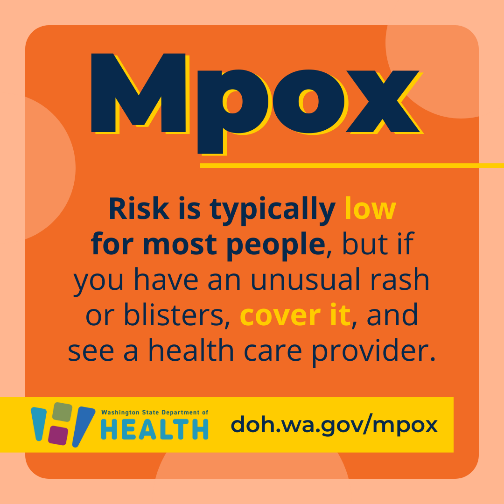 Mpox
Risk is typically low
for most people, but if
you have an unusual rash
or blisters, cover it, and
see a health care provider.
Washington State Department of
HEALTH
doh.wa.gov/mpox